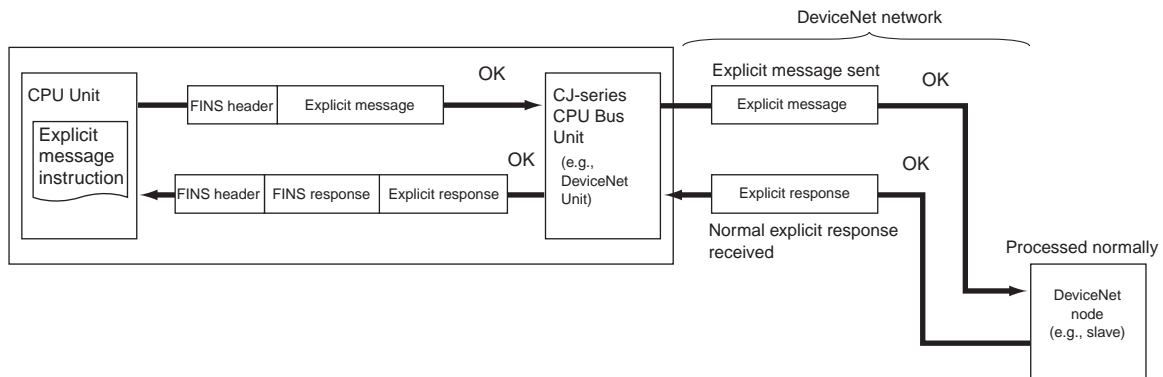 DeviceNet network
CPU Unit
Explicit
message
instruction
FINS header
Explicit message
OK
CJ-series
CPU Bus
Unit
(e.g.,
DeviceNet
Unit)
Explicit message sent
Explicit message
OK
FINS header
FINS response
Explicit response
OK
Explicit response
OK
Normal explicit response
received
Processed normally
DeviceNet
node
(e.g., slave)